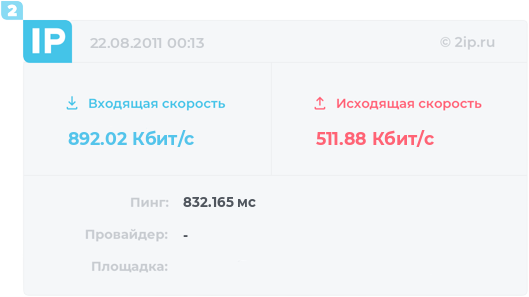 2
IP 22.08.2011 00:13 © 2ip.ru
Входящая скорость Исходящая скорость
892.02 Кбит/с 511.88 Кбит/с
Пинг: 832.165 мс
Провайдер: -
Площадка: